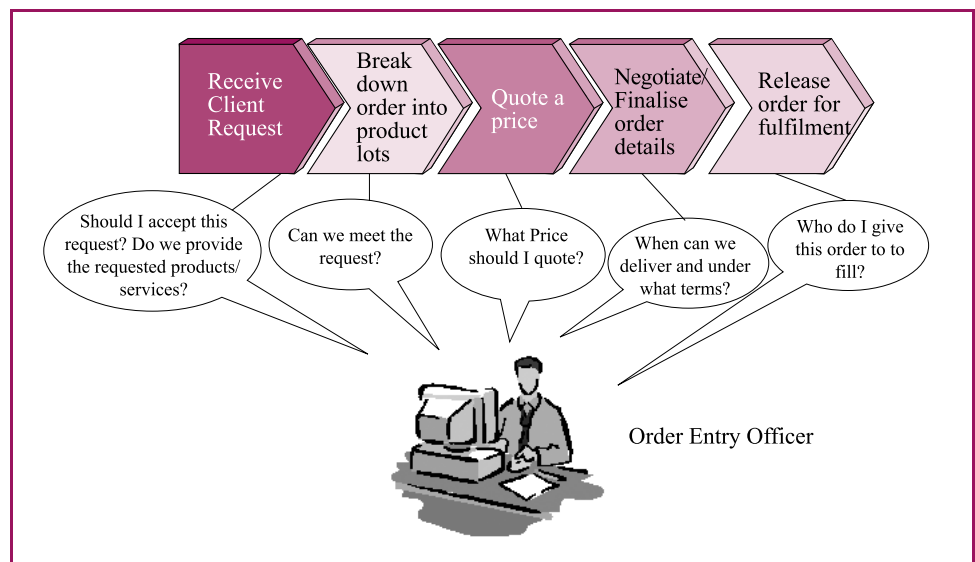 Receive
Client
Request
Break
down
order into
product
lots
Quote a
price
Negotiate/
Finalise
order
details
Release
order for
fulfilment
Should I accept this
request? Do we provide
the requested products/
services?
Can we meet the
request?
What Price
should I quote?
When can we
deliver and under
what terms?
Who do I give
this order to to
fill?
Order Entry Officer